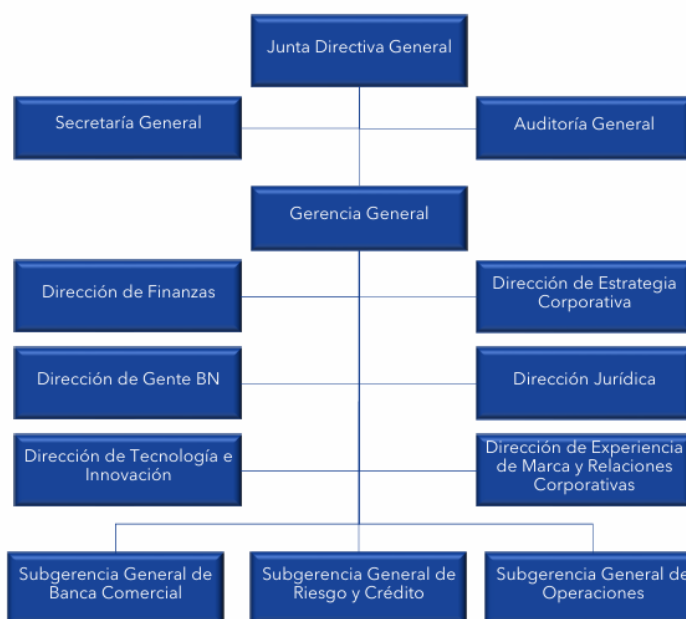 Junta Directiva General
Secretaría General
Auditoría General
Gerencia General
Dirección de Finanzas
Dirección de Estrategia
Corporativa
Dirección de Gente BN
Dirección Jurídica
Dirección de Tecnología e
Innovación
Dirección de Experiencia
de Marca y Relaciones
Corporativas
Subgerencia General de
Banca Comercial
Subgerencia General de
Riesgo y Crédito
Subgerencia General de
Operaciones